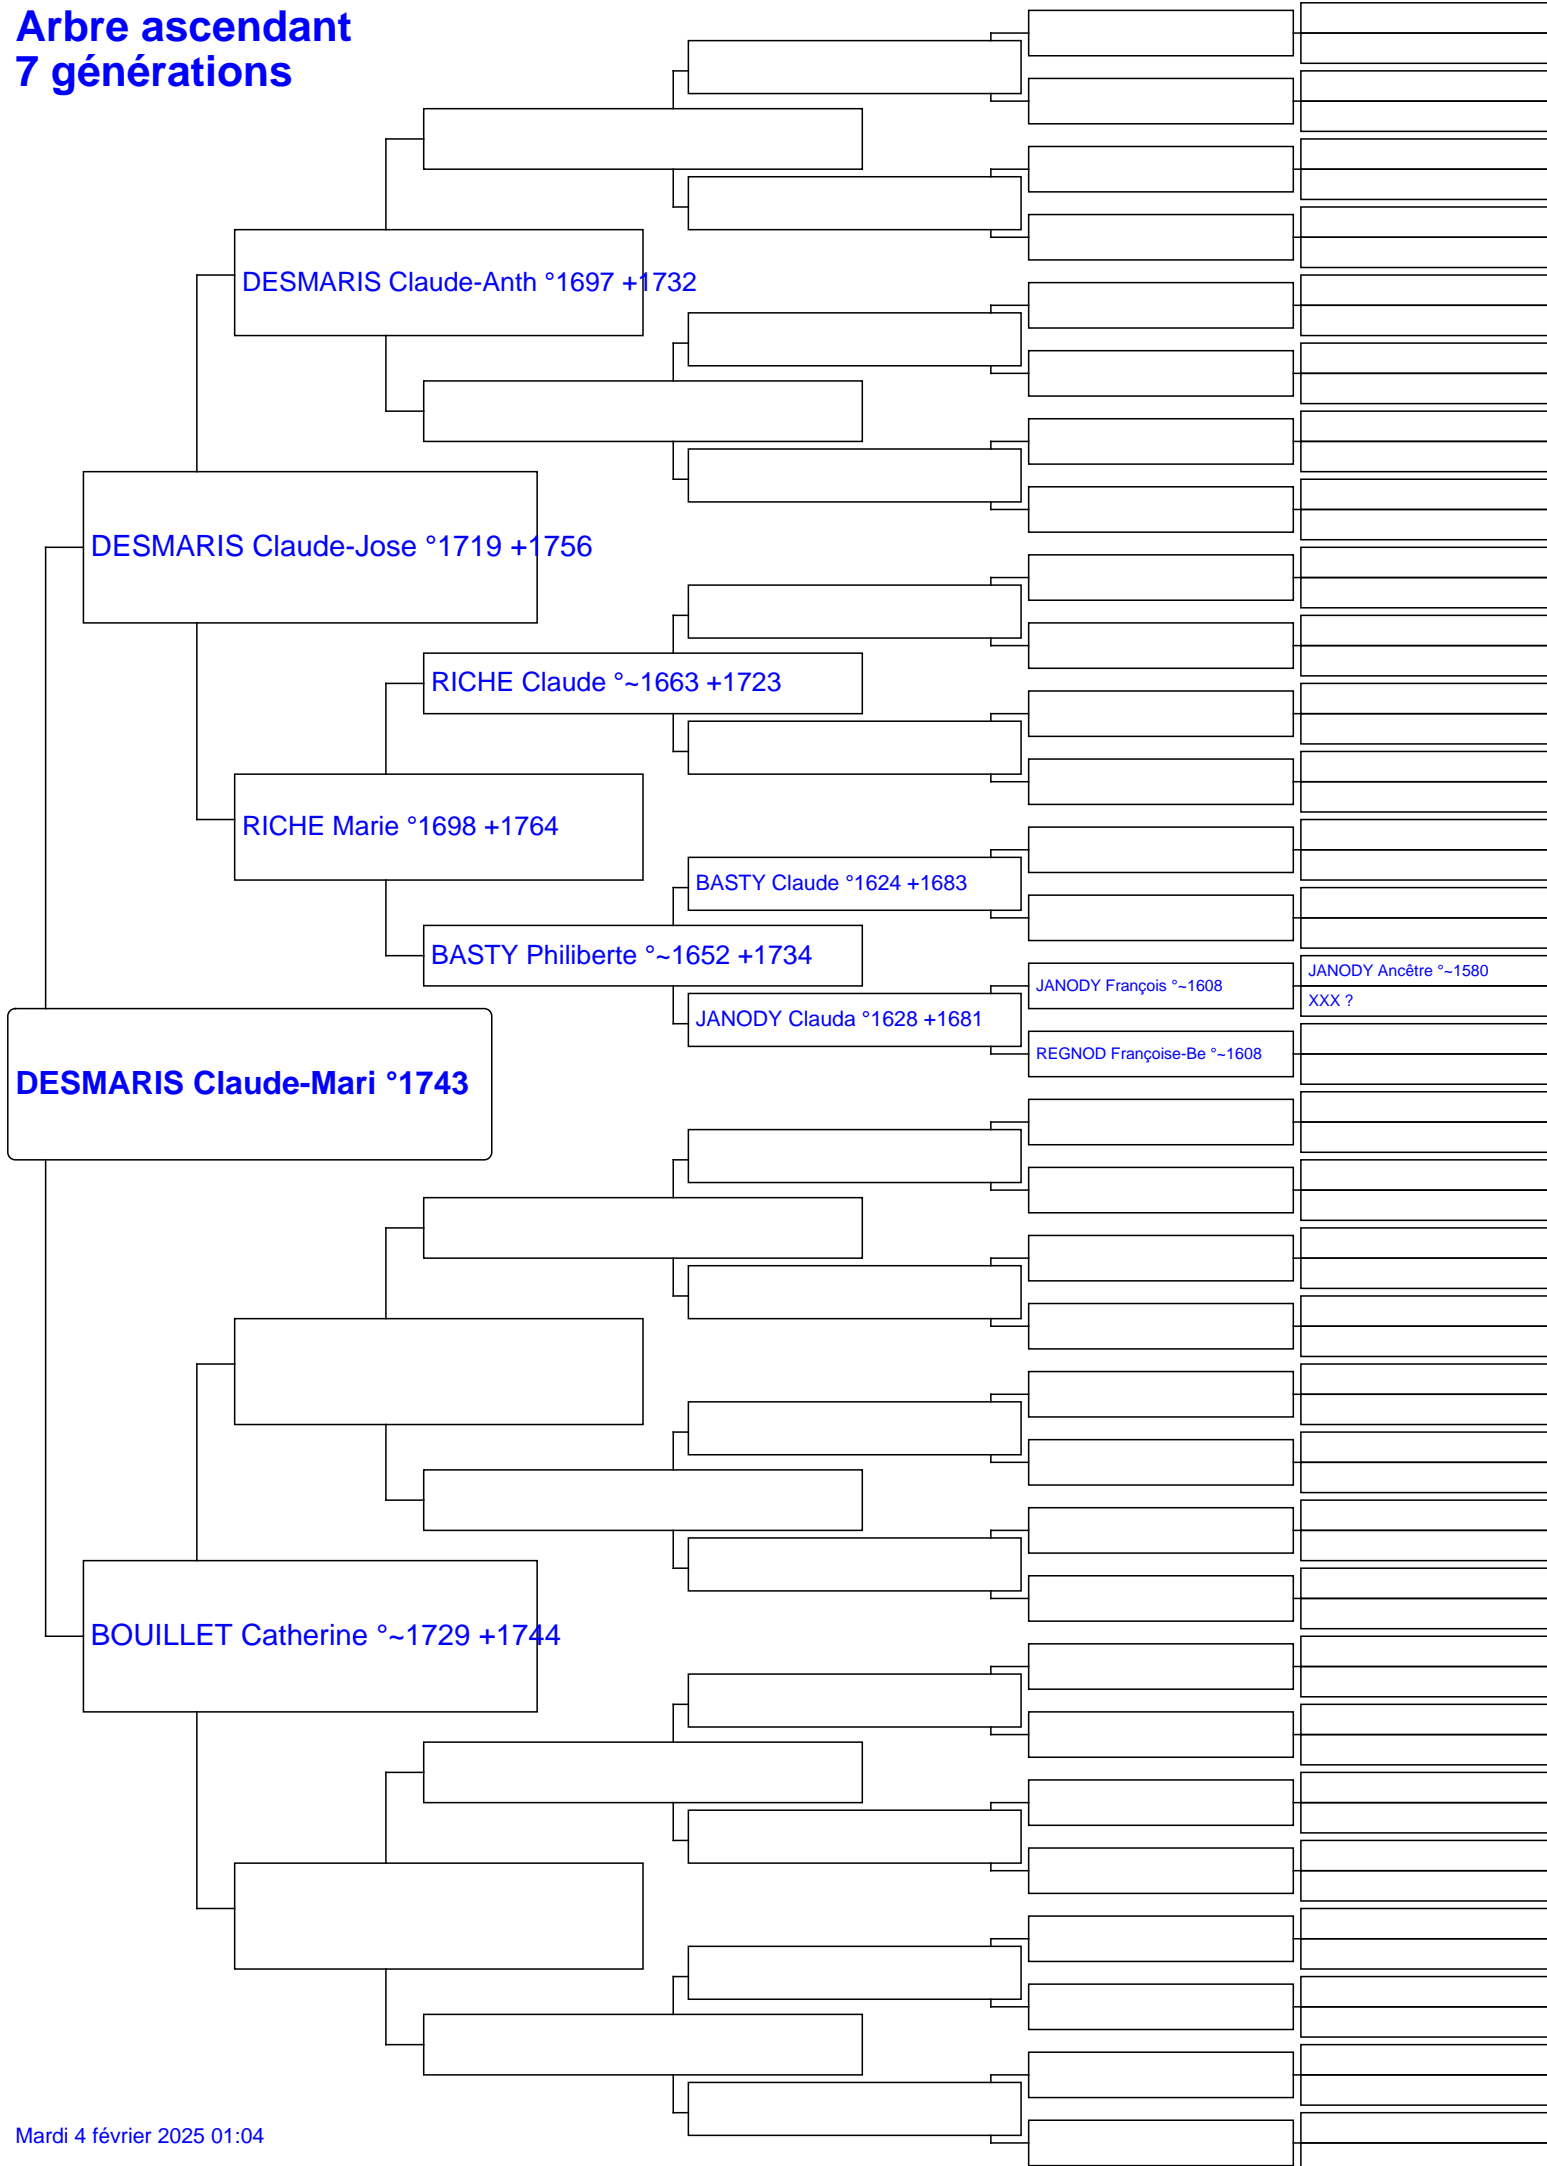 Arbre ascendant
7 générations
DESMARIS Claude-Anth °1697 +1732
DESMARIS Claude-Jose °1719 +1756
RICHE Claude °~1663 +1723
RICHE Marie °1698 +1764
BASTY Claude °1624 +1683
BASTY Philiberte °~1652 +1734
JANODY Ancêtre °~1580
JANODY François °~1608
XXX ?
JANODY Clauda °1628 +1681
REGNOD Françoise-Be °~1608
DESMARIS Claude-Mari °1743
BOUILLET Catherine °~1729 +1744
Mardi 4 février 2025 01:04